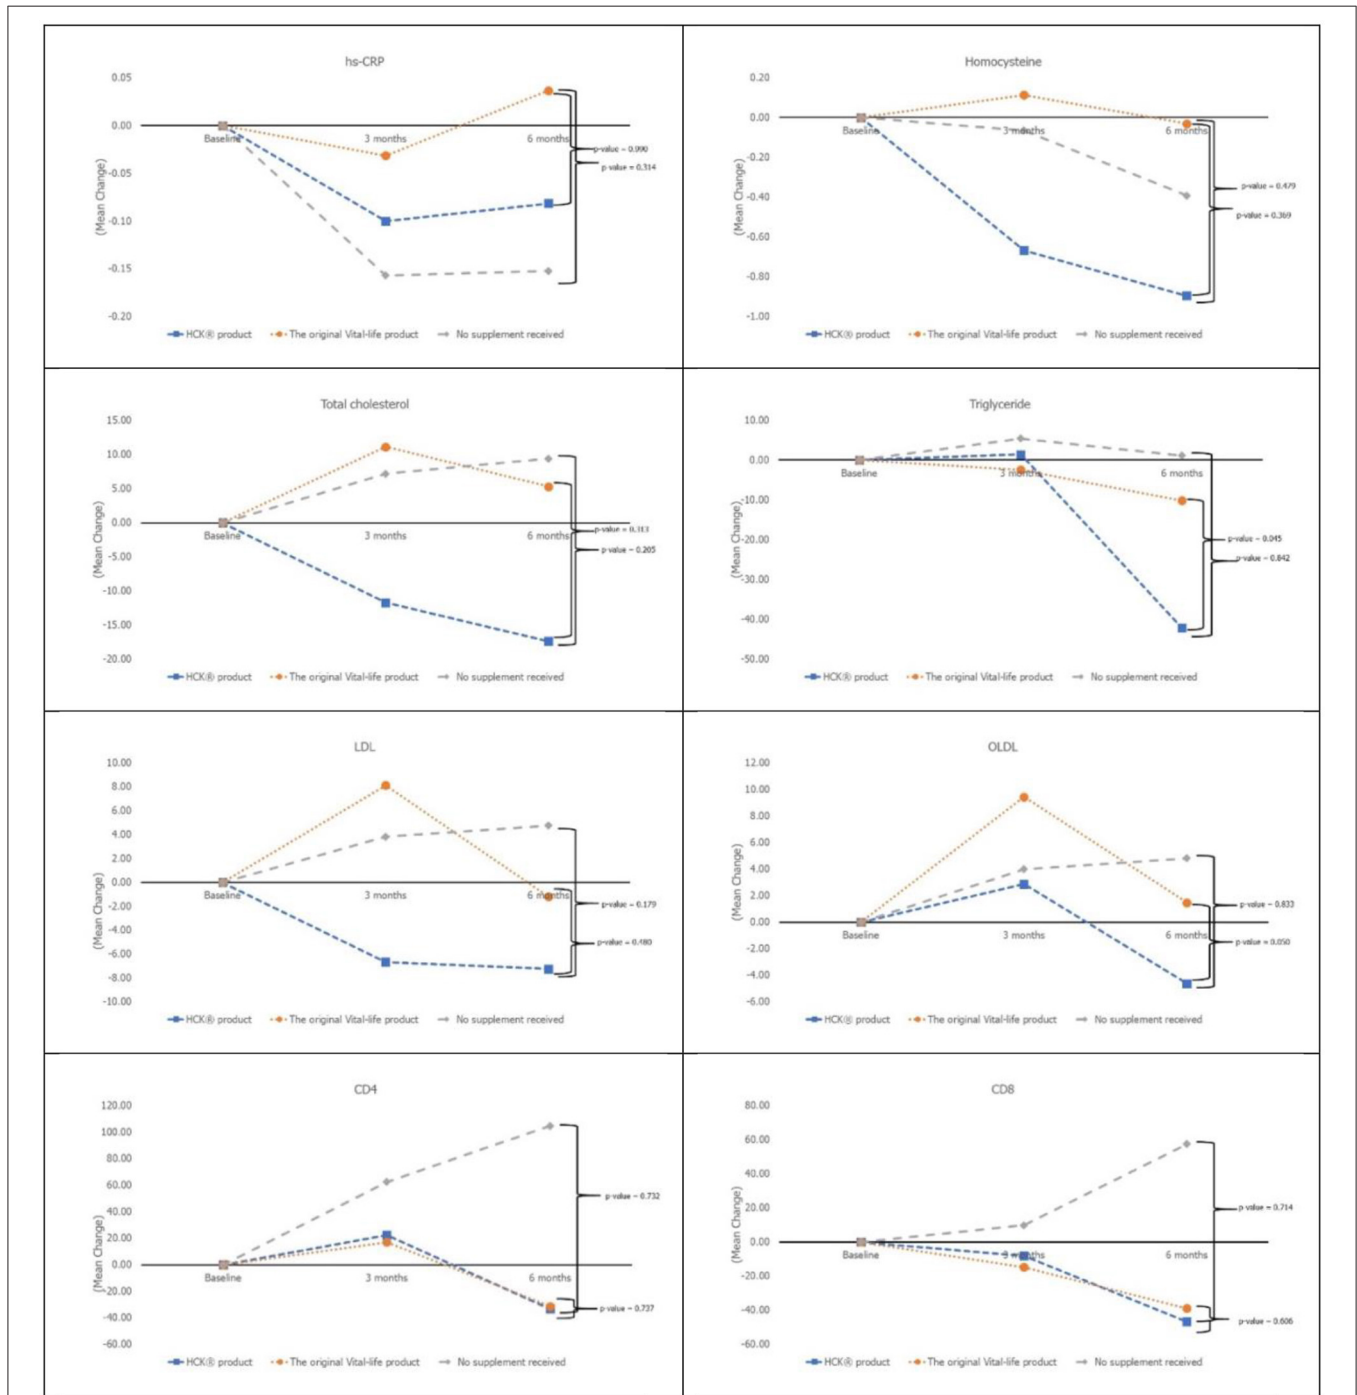 hs-CRP
0.05
0.00
Baseline 3 months 6 months
-0.05
-0.10
-0.15
-0.20
(Mean Change)
p-value = 0.990
p-value = 0.314
HCK® product The original Vital-life product No supplement received
Homocysteine
0.20
0.00
Baseline 3 months 6 months
-0.20
-0.40
-0.60
-0.80
-1.00
(Mean Change)
p-value = 0.479
p-value = 0.369
HCK® product The original Vital-life product No supplement received
Total cholesterol
15.00
10.00
5.00
0.00
Baseline 3 months 6 months
-5.00
-10.00
-15.00
-20.00
(Mean Change)
p-value =
p-value = 0.205
HCK® product The original Vital-life product No supplement received
Triglyceride
10.00
0.00
Baseline 3 months 6 months
-10.00
-20.00
-30.00
-40.00
-50.00
(Mean Change)
p-value = 0.045
p-value = 0.842
HCK® product The original Vital-life product No supplement received
LDL
10.00
8.00
6.00
4.00
2.00
0.00
Baseline 3 months 6 months
-2.00
-4.00
-6.00
-8.00
-10.00
(Mean Change)
p-value = 0.179
p-value = 0.480
HCK® product The original Vital-life product No supplement received
OLDL
12.00
10.00
8.00
6.00
4.00
2.00
0.00
Baseline 3 months 6 months
-2.00
-4.00
-6.00
(Mean Change)
p-value = 0.833
p-value = 0.050
HCK® product The original Vital-life product No supplement received
CD4
120.00
100.00
80.00
60.00
40.00
20.00
0.00
Baseline 3 months 6 months
-20.00
-40.00
-60.00
(Mean Change)
p-value = 0.732
p-value = 0.737
HCK® product The original Vital-life product No supplement received
CD8
80.00
60.00
40.00
20.00
0.00
Baseline 3 months 6 months
-20.00
-40.00
-60.00
(Mean Change)
p-value = 0.714
p-value = 0.606
HCK® product The original Vital-life product No supplement received